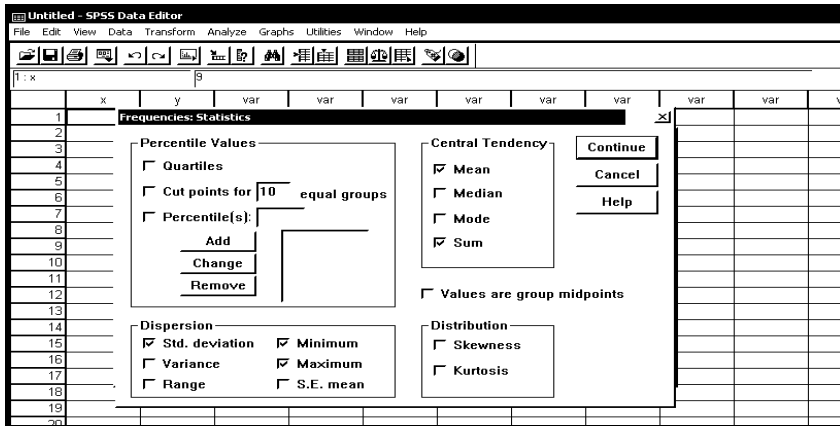 Untitled - SPSS Data Editor
File Edit View Data Transform Analyze Graphs Utilities Window Help
1 : x 9
x y var var var var var var var var
1
2
3
4
5
6
7
8
9
10
11
12
13
14
15
16
17
18
19
20
Frequencies: Statistics
Percentile Values
Quartiles
Cut points for 10 equal groups
Percentile(s):
Add
Change
Remove
Central Tendency
Mean
Median
Mode
Sum
Continue
Cancel
Help
Values are group midpoints
Dispersion
Std. deviation Minimum
Variance Maximum
Range S.E. mean
Distribution
Skewness
Kurtosis